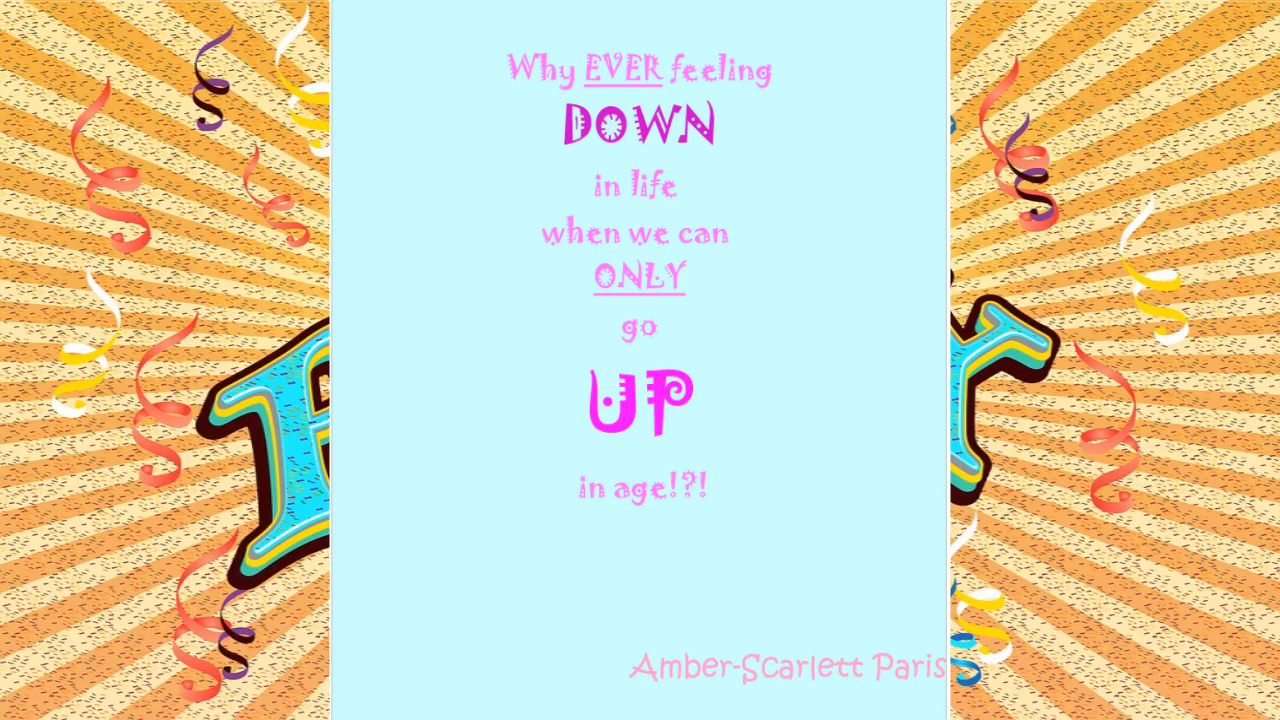 Why EVER feeling
DOWN
in life
when we can
ONLY
go
UP
in age!?!
Amber-Scarlett Paris